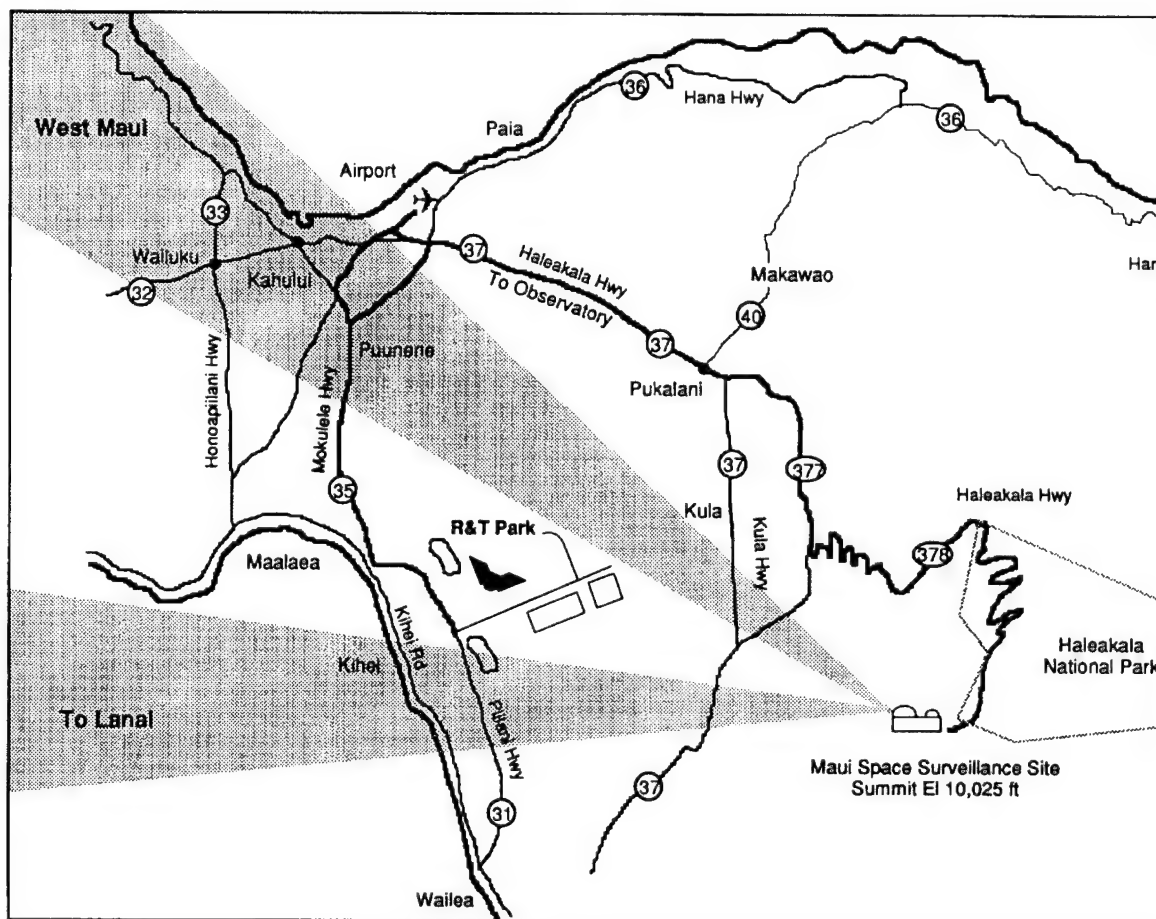 36
Hana Hwy
36
Paia
West Maui
Airport
33
Wailuku
Kahului
32
37
Haleakala Hwy
To Observatory
Har
Makawao
40
Puunene
37
Pukalani
Honoapiilani Hwy
Mokulele Hwy
35
37
377
Kula
Kula Hwy
Haleakala Hwy
378
R&T Park
Maalaea
Kihei Rd
Kihei
Haleakala
National Park
To Lanai
Piilani Hwy
31
37
Maui Space Surveillance Site
Summit El 10,025 ft
Wailea